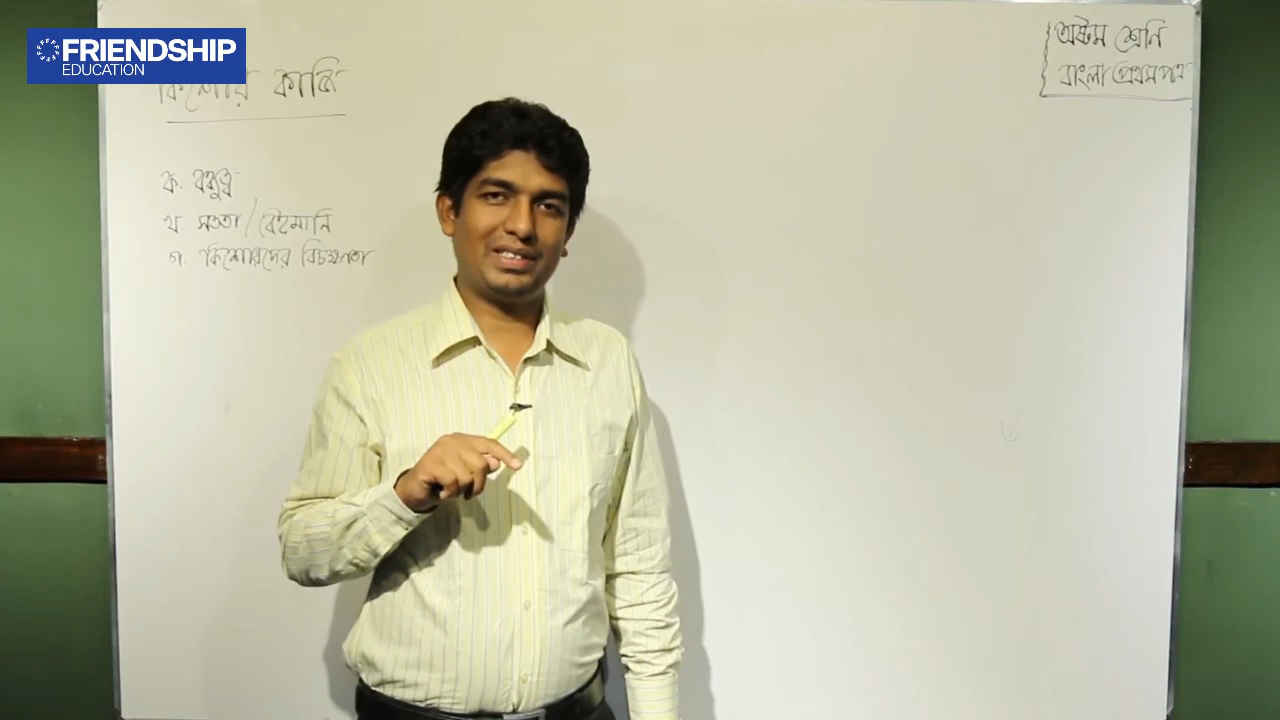 FRIENDSHIP
EDUCATION
কিশোর কাজি
অষ্টম শ্রেনি
বাংলা প্রথমপত্র
ক. বন্ধুত্ব
খ. সততা / বেইমানি
গ. কিশোরদের বিচক্ষণতা